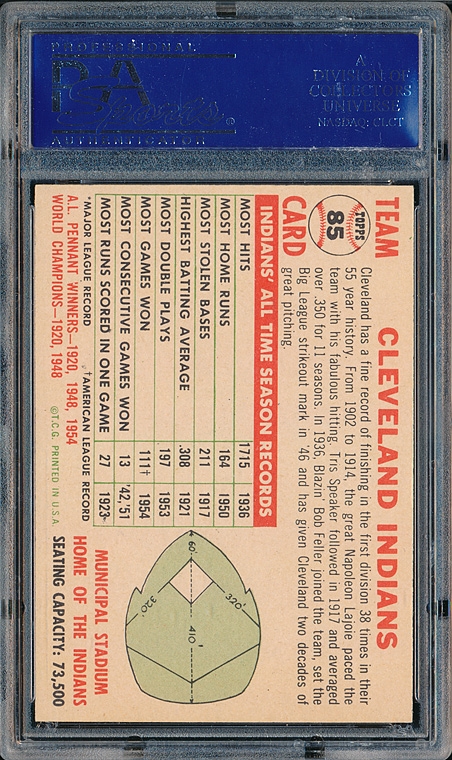 PROFESSIONAL
PSA
Sports
AUTHENTICATOR
A
DIVISION OF
COLLECTORS
UNIVERSE
NASDAQ: CLCT
TEAM
TOPPS
85
CARD
CLEVELAND INDIANS
Cleveland has a fine record of finishing in the first division 38 times in their
55 year history. From 1902 to 1914, the great Napoleon Lajoie paced the
team with his fabulous hitting. Tris Speaker followed in 1917 and averaged
over .350 for 11 seasons. In 1936, Blazin' Bob Feller joined the team, set the
Big League strikeout mark in '46 and has given Cleveland two decades of
great pitching.
INDIANS' ALL TIME SEASON RECORDS
MOST HITS 1715 1936
MOST HOME RUNS 164 1950
MOST STOLEN BASES 211 1917
HIGHEST BATTING AVERAGE .308 1921
MOST DOUBLE PLAYS 197 1953
MOST GAMES WON 111† 1954
MOST CONSECUTIVE GAMES WON 13 '42,'51
MOST RUNS SCORED IN ONE GAME 27 1923*
*MAJOR LEAGUE RECORD †AMERICAN LEAGUE RECORD
A.L. PENNANT WINNERS—1920, 1948, 1954
WORLD CHAMPIONS—1920, 1948
©T.C.G. PRINTED IN U.S.A.
60'
320'
320'
410'
MUNICIPAL STADIUM
HOME OF THE INDIANS
SEATING CAPACITY: 73,500